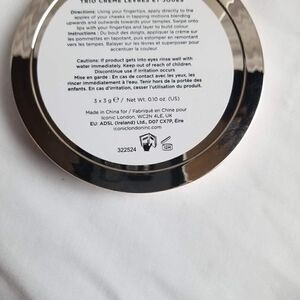 TRIO CRÈME LÈVRES ET JOUES
Directions: Using your fingertips, apply directly to the
apples of your cheeks in tapping motions blending
upwards and outwards towards your temples. Swipe onto
lips with your fingertips and layer to build colour.
Instructions : Du bout des doigts, appliquer la crème sur
les pommettes en tapotant, puis estomper en remontant
vers les tempes. Balayer sur les lèvres et superposer pour
accentuer la couleur.
Cautions: If product gets into eyes rinse well with
water immediately. Keep out of reach of children.
Discontinue use if irritation occurs
Mise en garde : En cas de contact avec les yeux, les
rincer immédiatement à l'eau. Tenir hors de la portée des
enfants. En cas d'irritation, cesser l'utilisation du produit.
3 x 3 g ℮ / Net Wt. 0.10 oz. (US)
Made in China for / Fabriqué en Chine pour
Iconic London, WC2N 4LE, UK
EU: ADSL (Ireland) Ltd., D07 CX7P, Eire
iconiclondoninc.com
322524